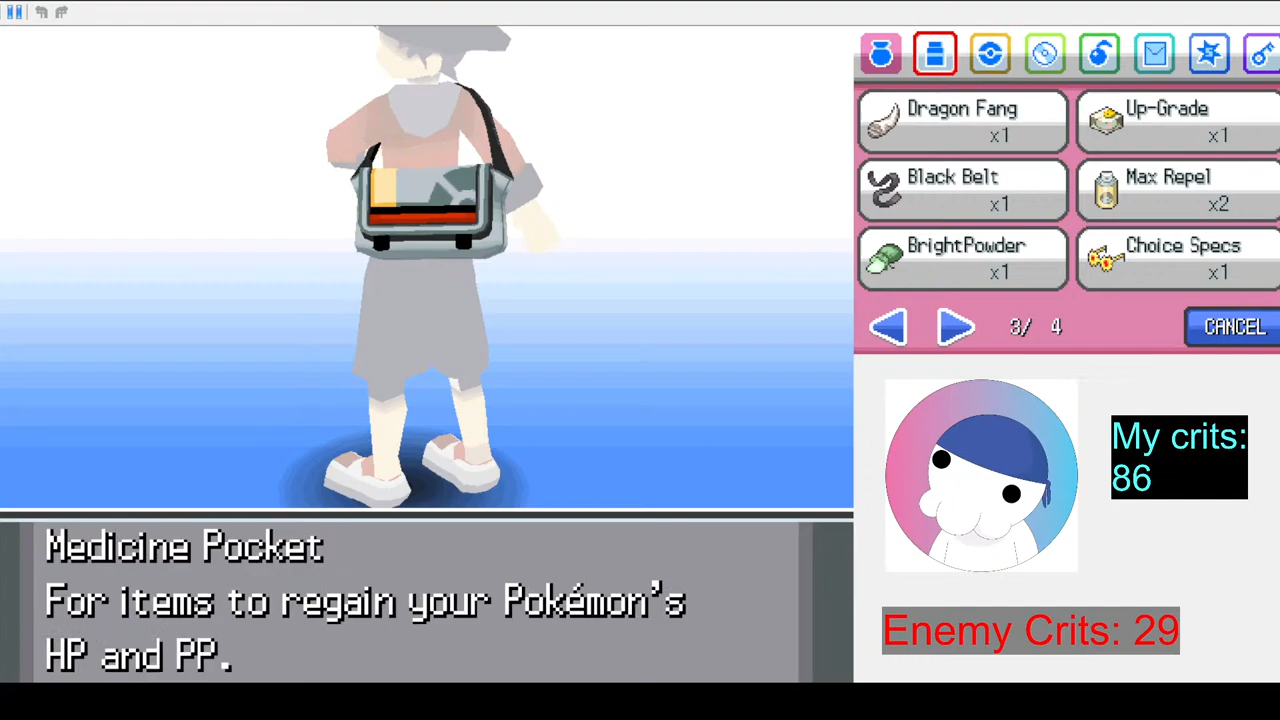 Dragon Fang
x1
Up-Grade
x1
Black Belt
x1
Max Repel
x2
BrightPowder
x1
Choice Specs
x1
3/ 4
CANCEL
My crits:
86
Enemy Crits: 29
Medicine Pocket
For items to regain your Pokémon's
HP and PP.